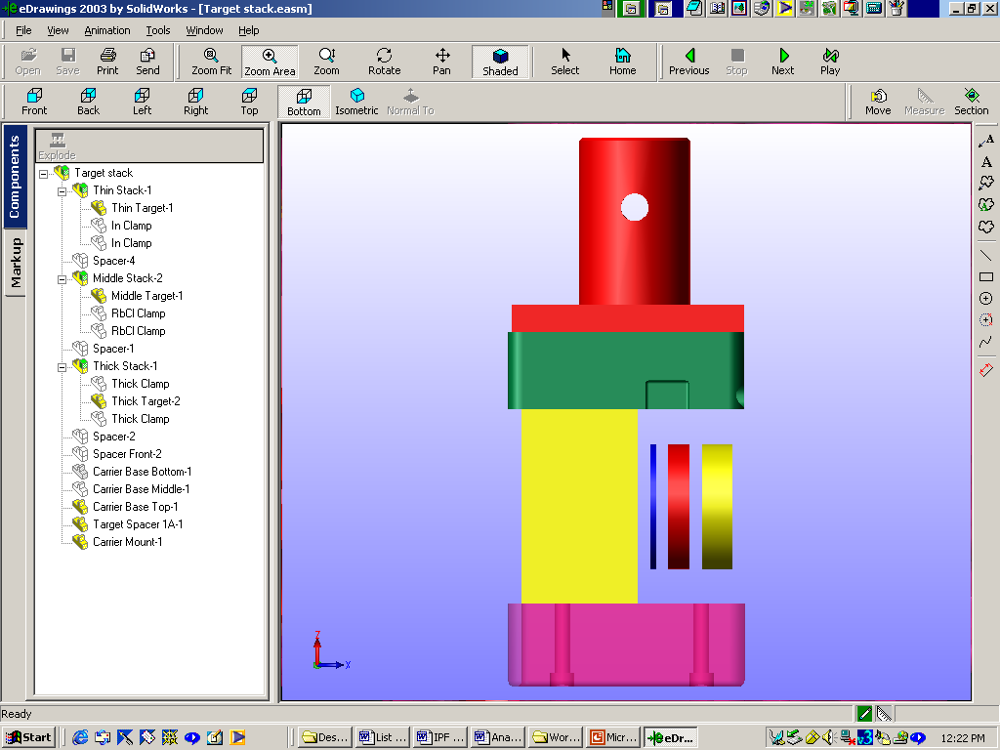 eDrawings 2003 by SolidWorks - [Target stack.easm]
File View Animation Tools Window Help
Open Save Print Send Zoom Fit Zoom Area Zoom Rotate Pan Shaded Select Home Previous Stop Next Play
Front Back Left Right Top Bottom Isometric Normal To Move Measure Section
Components
Markup
Explode
Target stack
Thin Stack-1
Thin Target-1
In Clamp
In Clamp
Spacer-4
Middle Stack-2
Middle Target-1
RbCl Clamp
RbCl Clamp
Spacer-1
Thick Stack-1
Thick Clamp
Thick Target-2
Thick Clamp
Spacer-2
Spacer Front-2
Carrier Base Bottom-1
Carrier Base Middle-1
Carrier Base Top-1
Target Spacer 1A-1
Carrier Mount-1
A
A
Z
X
Ready
Start Des... List ... IPF ... Ana... Wor... Micr... eDr... 12:22 PM